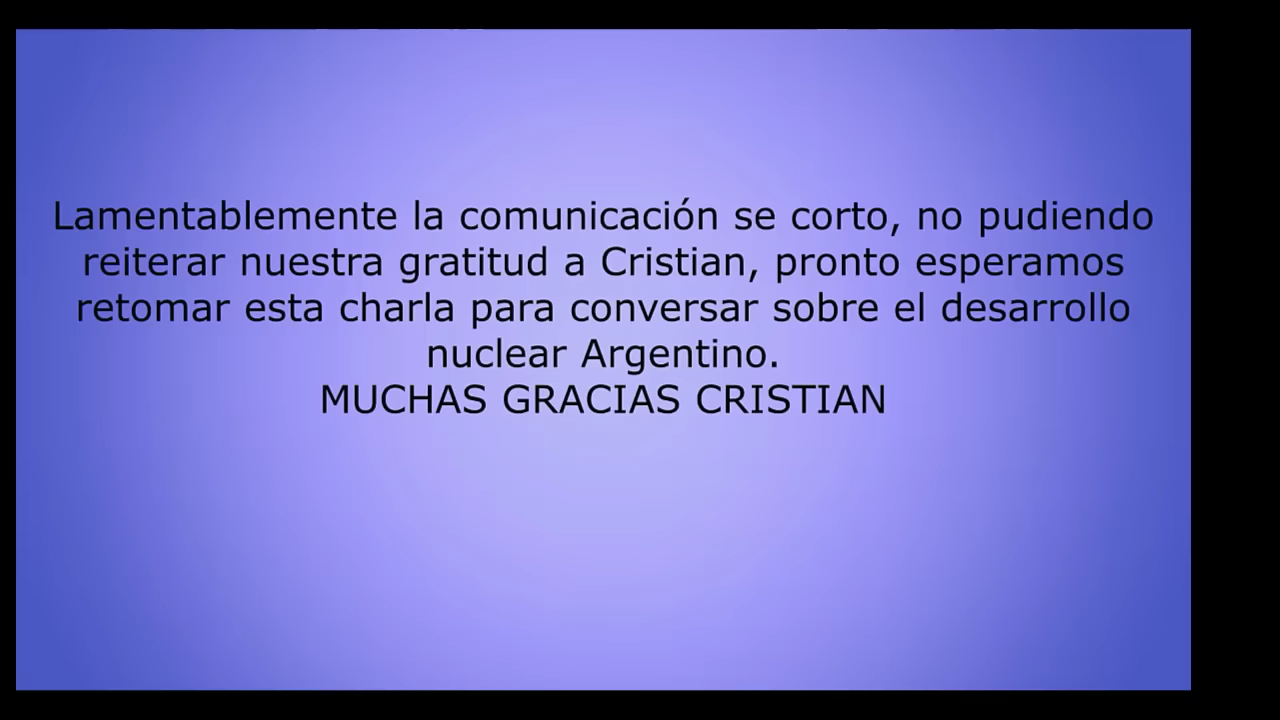 Lamentablemente la comunicación se corto, no pudiendo
reiterar nuestra gratitud a Cristian, pronto esperamos
retomar esta charla para conversar sobre el desarrollo
nuclear Argentino.
MUCHAS GRACIAS CRISTIAN